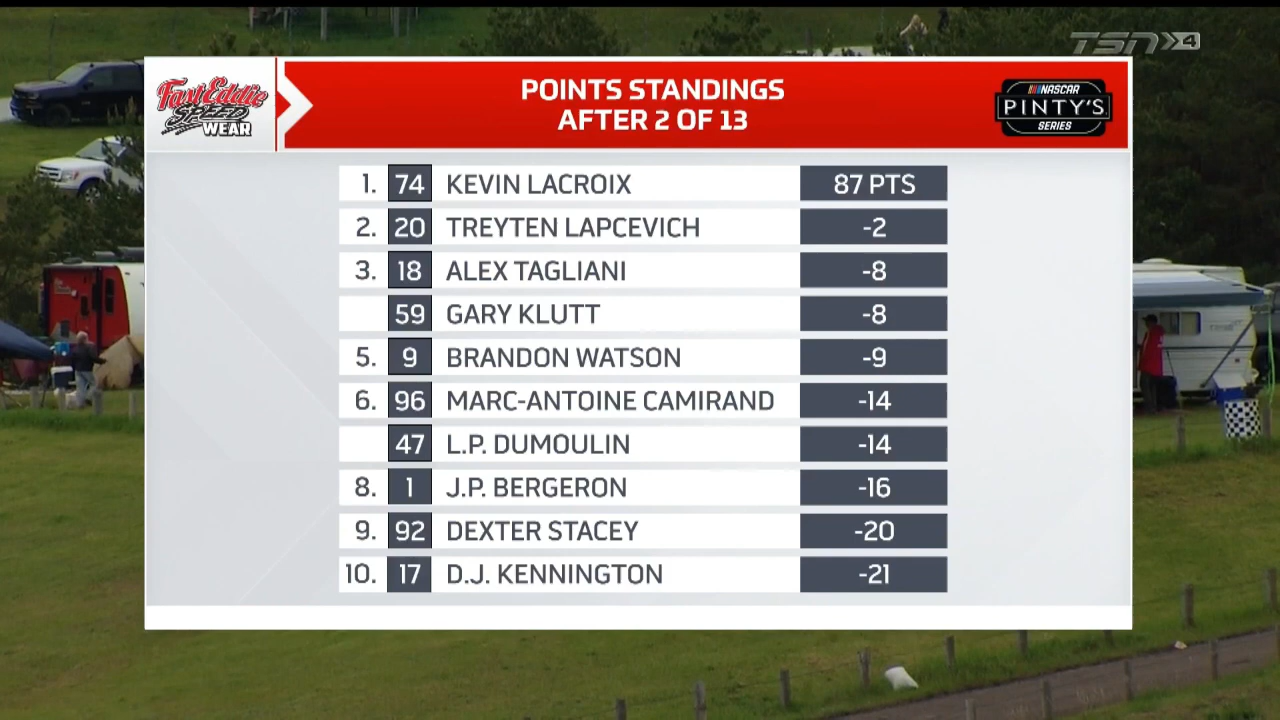 TSN 4
Fast Eddie
SPEED
WEAR
POINTS STANDINGS
AFTER 2 OF 13
NASCAR
PINTY'S
SERIES
1. 74 KEVIN LACROIX 87 PTS
2. 20 TREYTEN LAPCEVICH -2
3. 18 ALEX TAGLIANI -8
59 GARY KLUTT -8
5. 9 BRANDON WATSON -9
6. 96 MARC-ANTOINE CAMIRAND -14
47 L.P. DUMOULIN -14
8. 1 J.P. BERGERON -16
9. 92 DEXTER STACEY -20
10. 17 D.J. KENNINGTON -21